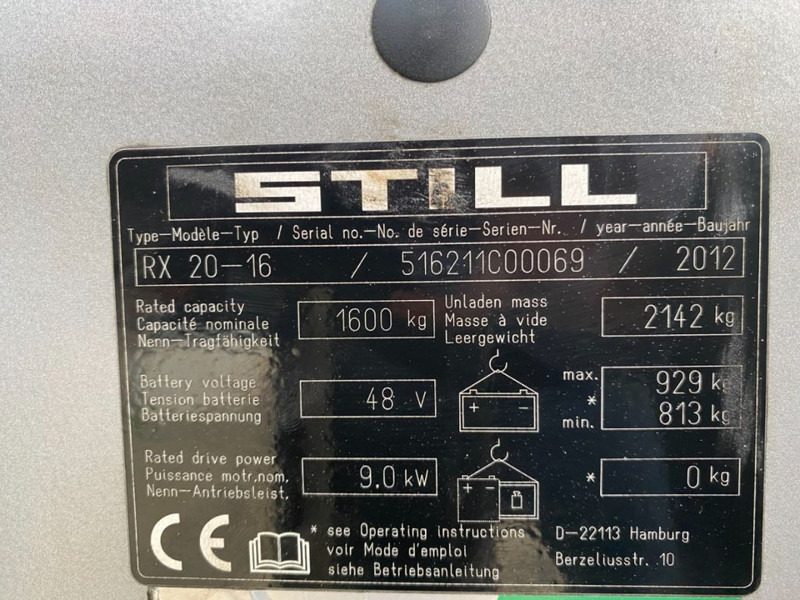 STILL
Type-Modèle-Typ / Serial no.-No. de série-Serien-Nr. / year-année-Baujahr
RX 20-16 / 516211C00069 / 2012
Rated capacity
Capacité nominale
Nenn-Tragfähigkeit
1600 kg
Unladen mass
Masse à vide
Leergewicht
2142 kg
Battery voltage
Tension batterie
Batteriespannung
48 V
+ -
max.
*
min.
929 kg
813 kg
Rated drive power
Puissance motr.nom.
Nenn-Antriebsleist.
9.0 kW
+ -
* 0 kg
CE
* see Operating instructions
voir Mode d'emploi
siehe Betriebsanleitung
D-22113 Hamburg
Berzeliusstr. 10